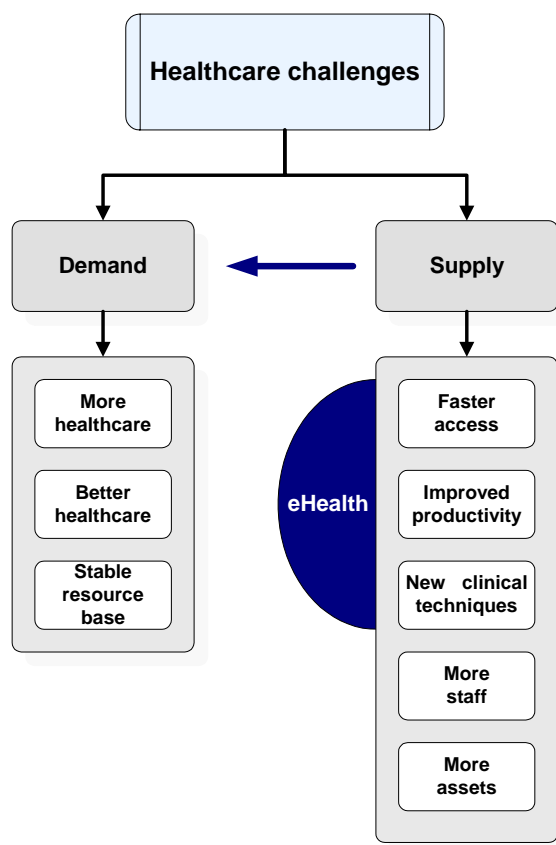 Healthcare challenges
Demand
Supply
More
healthcare
Better
healthcare
Stable
resource
base
eHealth
Faster
access
Improved
productivity
New clinical
techniques
More
staff
More
assets